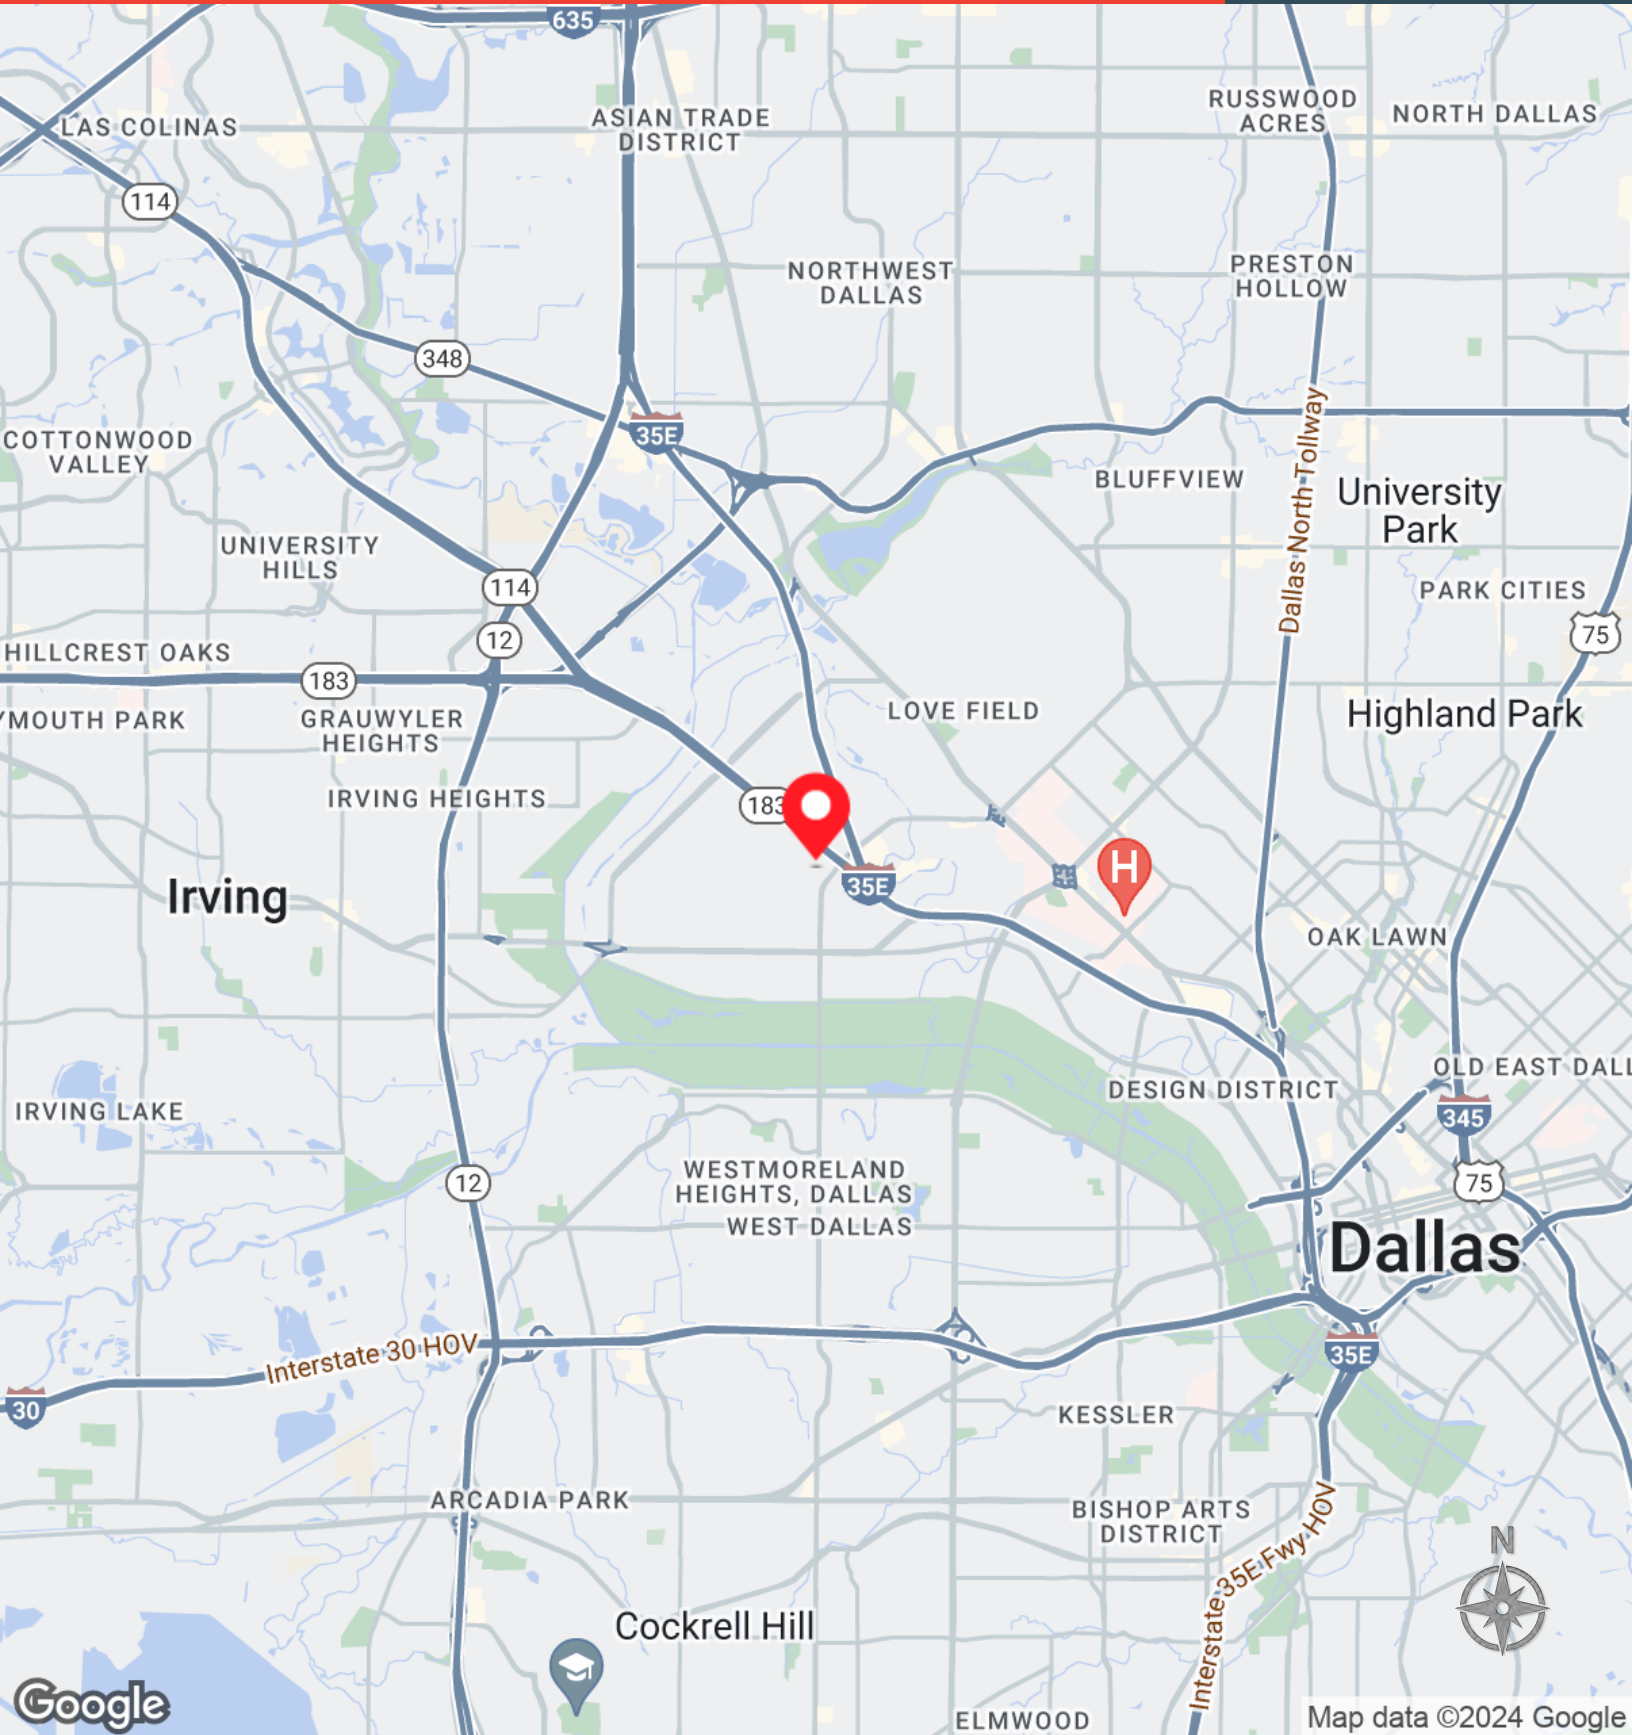 635
RUSSWOOD
ACRES
NORTH DALLAS
ASIAN TRADE
DISTRICT
LAS COLINAS
114
NORTHWEST
DALLAS
PRESTON
HOLLOW
348
35E
COTTONWOOD
VALLEY
Dallas North Tollway
BLUFFVIEW
University
Park
UNIVERSITY
HILLS
114
PARK CITIES
12
75
HILLCREST OAKS
183
YMOUTH PARK
GRAUWYLER
HEIGHTS
LOVE FIELD
Highland Park
IRVING HEIGHTS
183
H
35E
Irving
OAK LAWN
OLD EAST DALL
DESIGN DISTRICT
IRVING LAKE
345
WESTMORELAND
HEIGHTS, DALLAS
WEST DALLAS
12
75
Dallas
Interstate 30 HOV
35E
30
KESSLER
ARCADIA PARK
BISHOP ARTS
DISTRICT
Interstate 35E Fwy HOV
N
Cockrell Hill
Google
ELMWOOD
Map data ©2024 Google